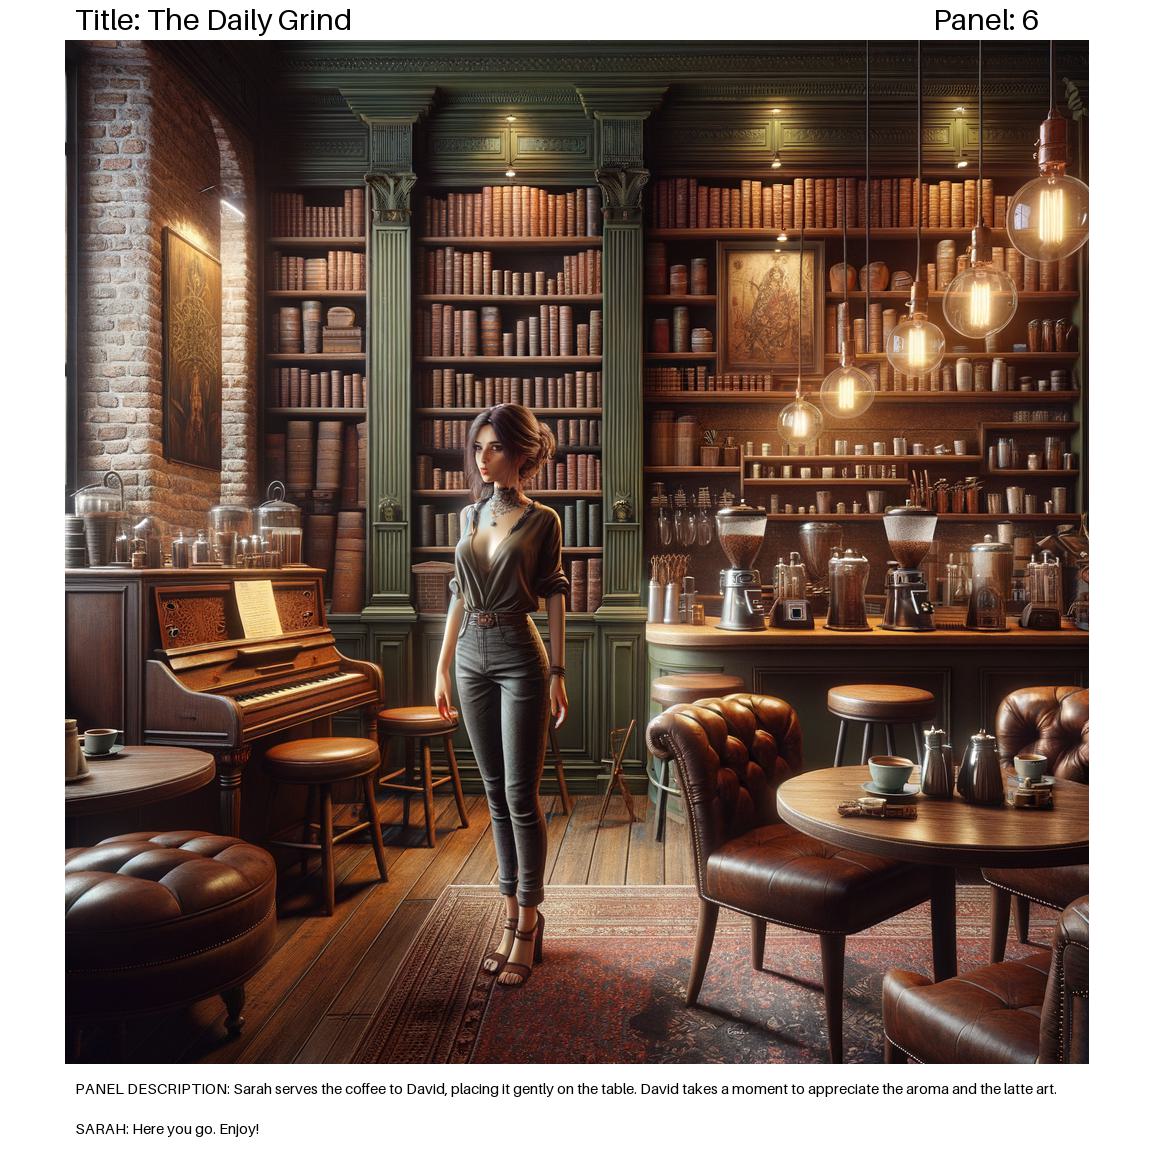 Title: The Daily Grind
Panel: 6
PANEL DESCRIPTION: Sarah serves the coffee to David, placing it gently on the table. David takes a moment to appreciate the aroma and the latte art.
SARAH: Here you go. Enjoy!